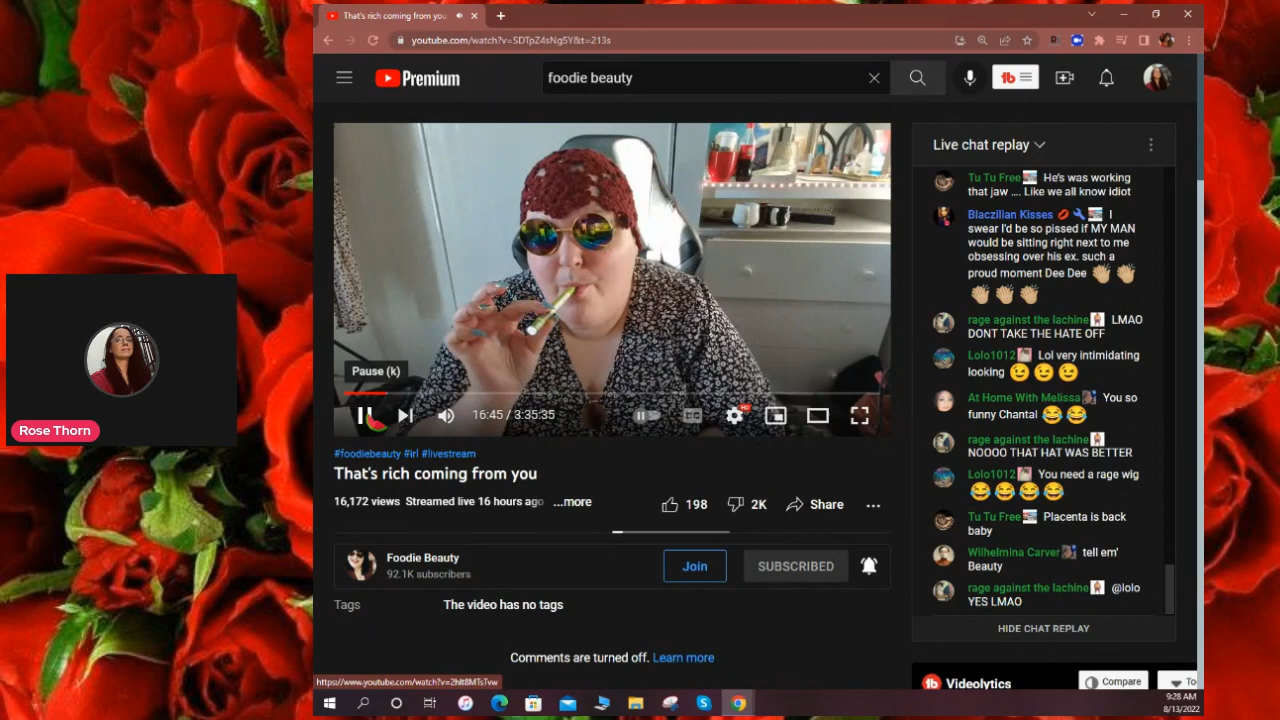 That's rich coming from you
youtube.com/watch?v=SDTpZ4sNg5Y&t=213s
Premium
foodie beauty
Pause (k)
16:45 / 3:35:35
CC
HD
#foodiebeauty #irl #livestream
That's rich coming from you
16,172 views Streamed live 16 hours ago ...more
198
2K
Share
Foodie Beauty
92.1K subscribers
Join
SUBSCRIBED
Tags
The video has no tags
Comments are turned off. Learn more
https://www.youtube.com/watch?v=2hlt8MTsTvw
Live chat replay
Tu Tu Free He's was working
that jaw .... Like we all know idiot
Blaczilian Kisses I
swear I'd be so pissed if MY MAN
would be sitting right next to me
obsessing over his ex. such a
proud moment Dee Dee
rage against the lachine LMAO
DONT TAKE THE HATE OFF
Lolo1012 Lol very intimidating
looking
At Home With Melissa You so
funny Chantal
rage against the lachine
NOOOO THAT HAT WAS BETTER
Lolo1012 You need a rage wig
Tu Tu Free Placenta is back
baby
Wilhelmina Carver tell em'
Beauty
rage against the lachine @lolo
YES LMAO
HIDE CHAT REPLAY
tb Videolytics
Compare
To
Rose Thorn
9:28 AM
8/13/2022